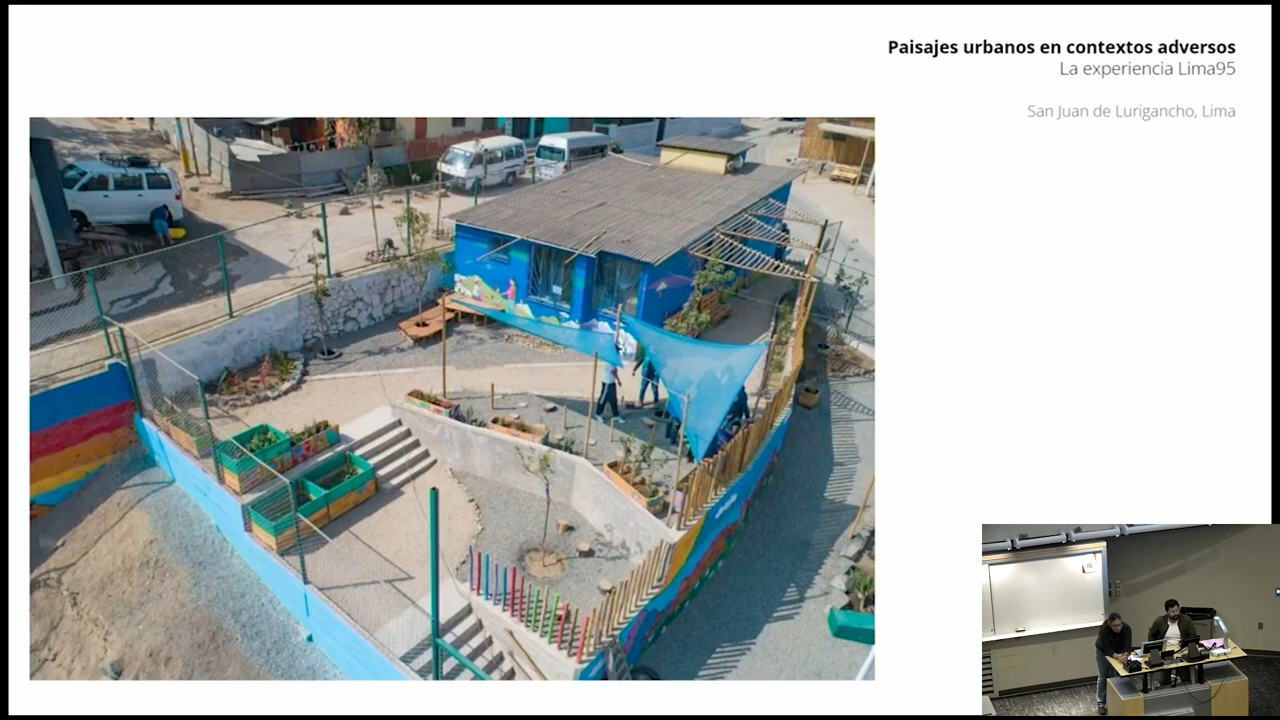 Paisajes urbanos en contextos adversos
La experiencia Lima95
San Juan de Lurigancho, Lima